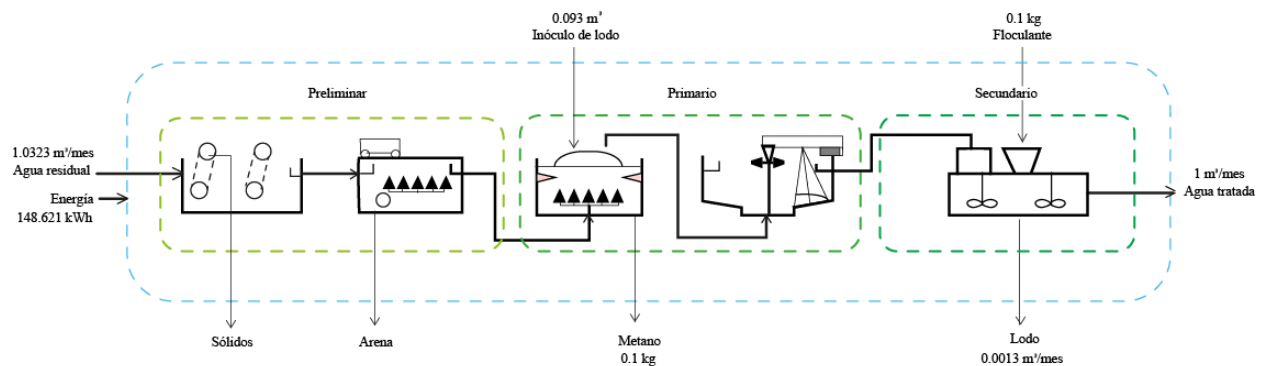 0.093 m³
Inóculo de lodo
0.1 kg
Floculante
Preliminar
Primario
Secundario
1.0323 m³/mes
Agua residual
Energía
148.621 kWh
1 m³/mes
Agua tratada
Sólidos
Arena
Metano
0.1 kg
Lodo
0.0013 m³/mes